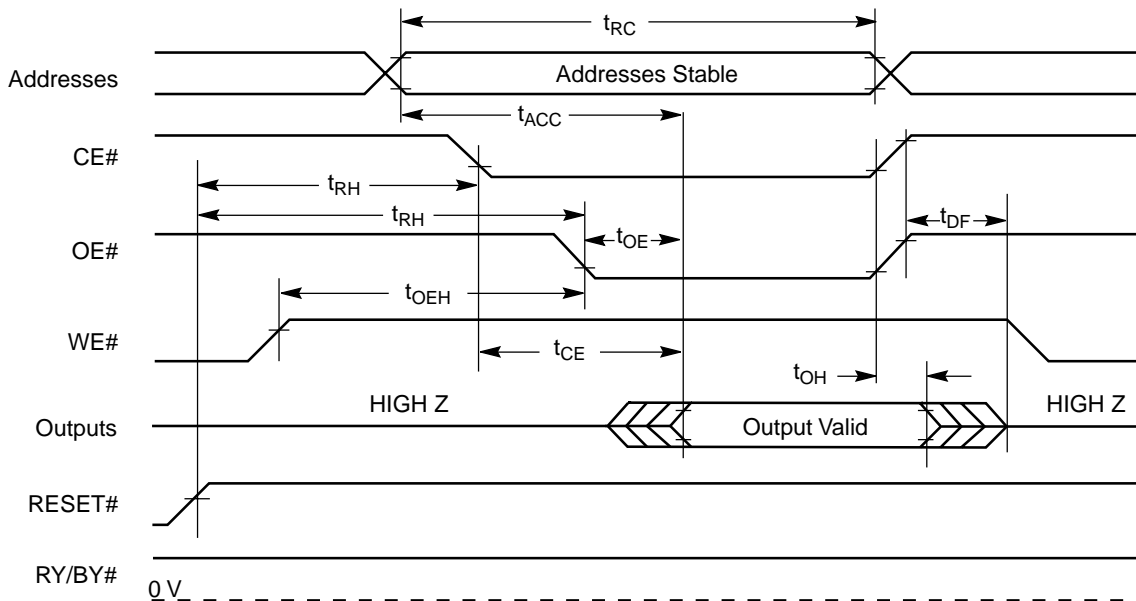 tRC
Addresses
Addresses Stable
tACC
CE#
tRH
tRH
tDF
OE#
tOE
tOEH
WE#
tCE
tOH
HIGH Z
HIGH Z
Outputs
Output Valid
RESET#
RY/BY#
0 V